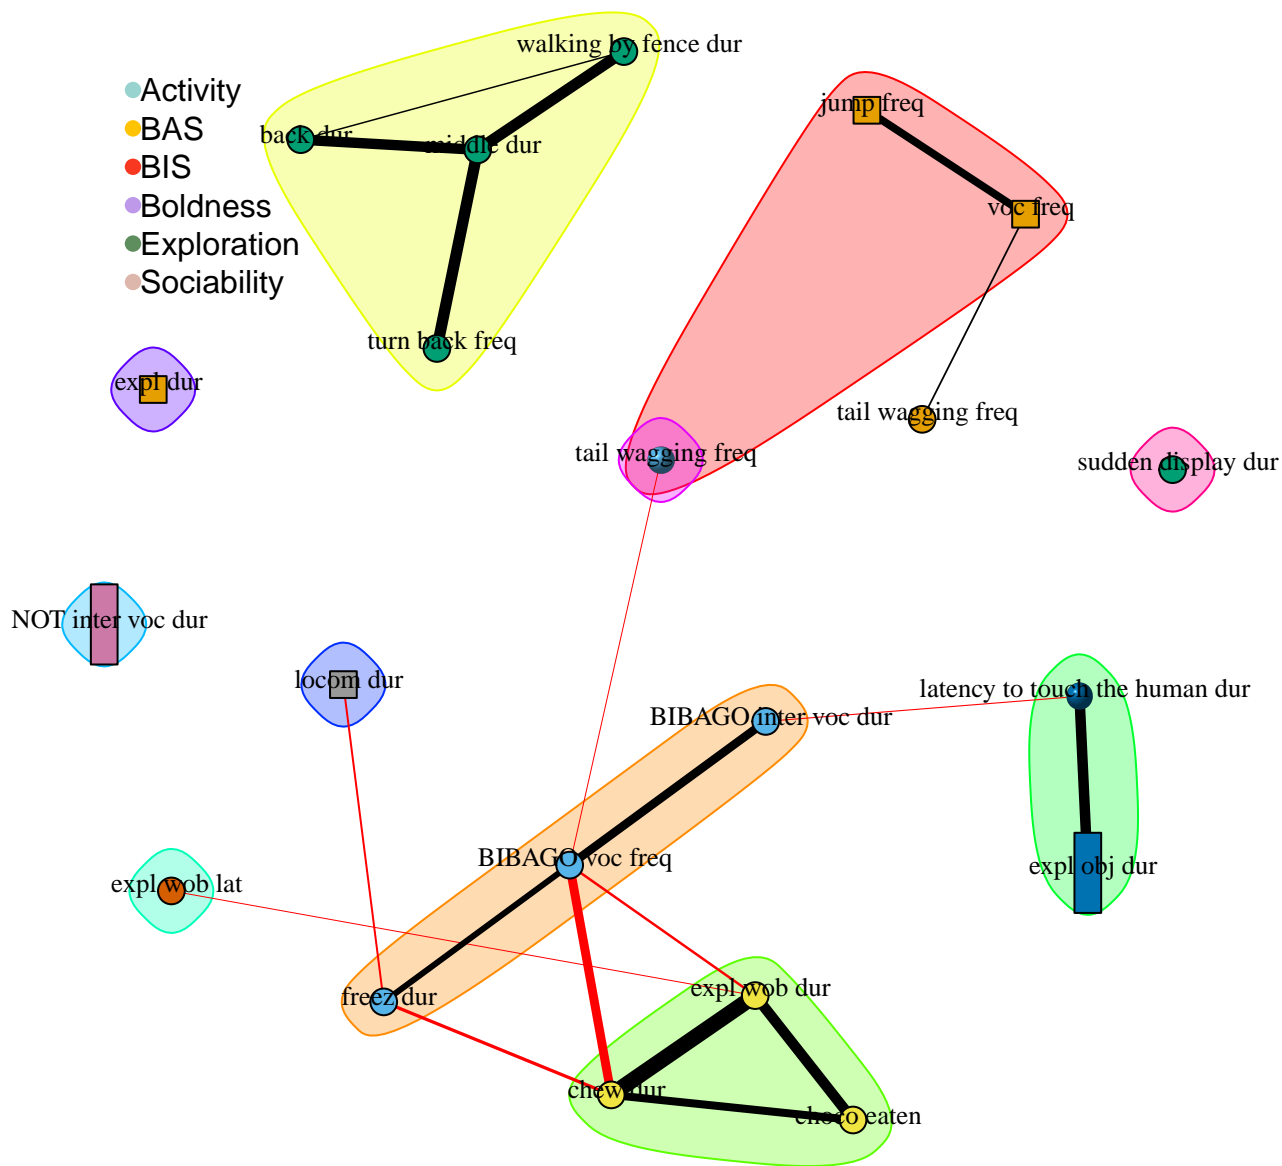 walking by fence dur
Activity
BAS
BIS
Boldness
Exploration
Sociability
back dur
middle dur
jump freq
voc freq
turn back freq
expl dur
tail wagging freq
tail wagging freq
sudden display dur
NOT inter voc dur
locom dur
latency to touch the human dur
BIBAGO inter voc dur
BIBAGO voc freq
expl obj dur
expl wob lat
freez dur
expl wob dur
chew dur
choco eaten